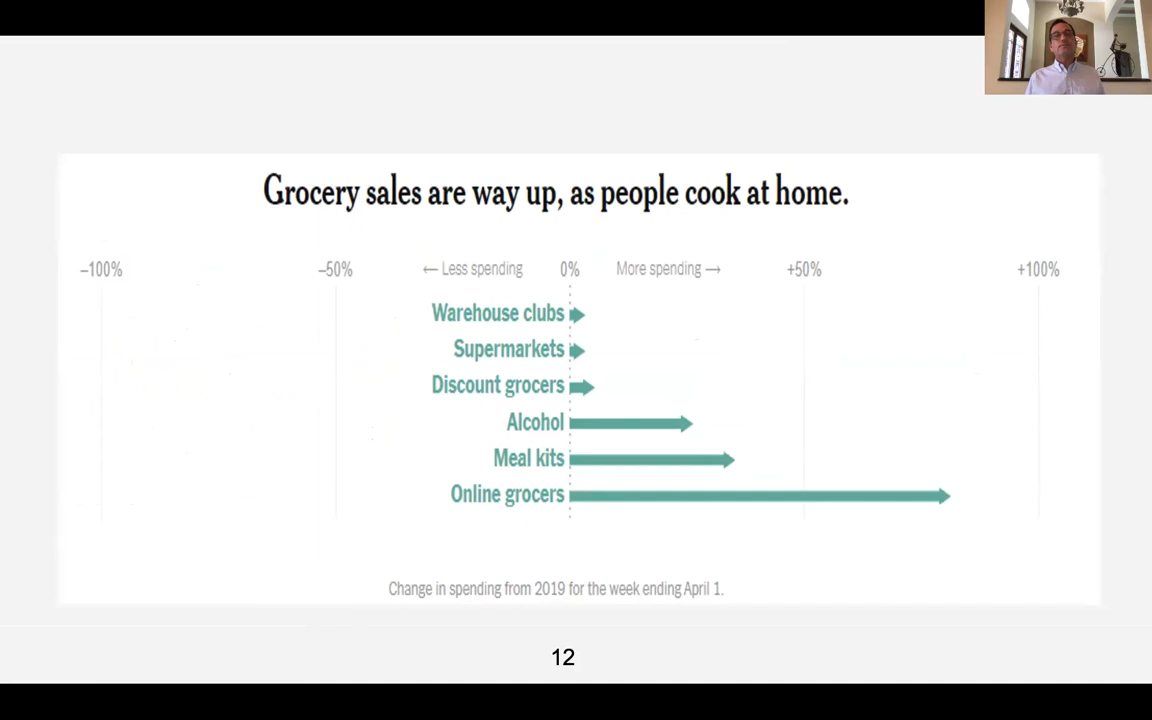 Grocery sales are way up, as people cook at home.
–100% –50% ← Less spending 0% More spending → +50% +100%
Warehouse clubs
Supermarkets
Discount grocers
Alcohol
Meal kits
Online grocers
Change in spending from 2019 for the week ending April 1.
12